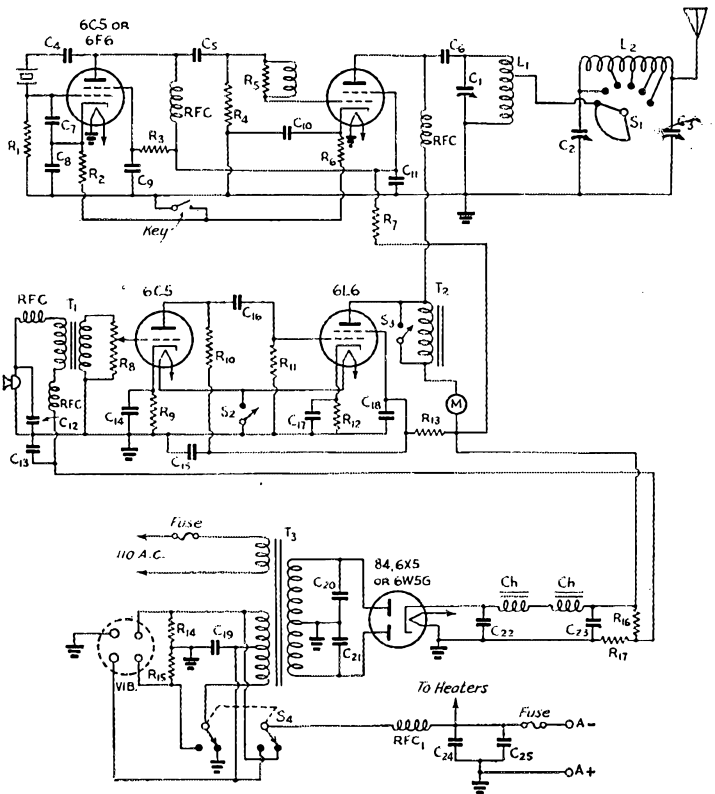 6C5 OR
6F6
C4
C5
C6
L1
L2
R5
C1
RFC
R4
RFC
C7
R3
C10
S1
C3
R1
C8
R2
C9
R6
C11
C2
Key
R7
6C5
6L6
T2
RFC
T1
C16
S3
R8
R10
R11
RFC
M
C12
C14
R9
S2
C17
R12
C18
R13
C13
C15
Fuse
T3
110 A.C.
84, 6X5
OR 6W5G
C20
Ch
Ch
R14
C19
C21
C22
C23
R16
R17
VIB.
R15
S4
To Heaters
Fuse
A-
RFC1
C24
C25
A+